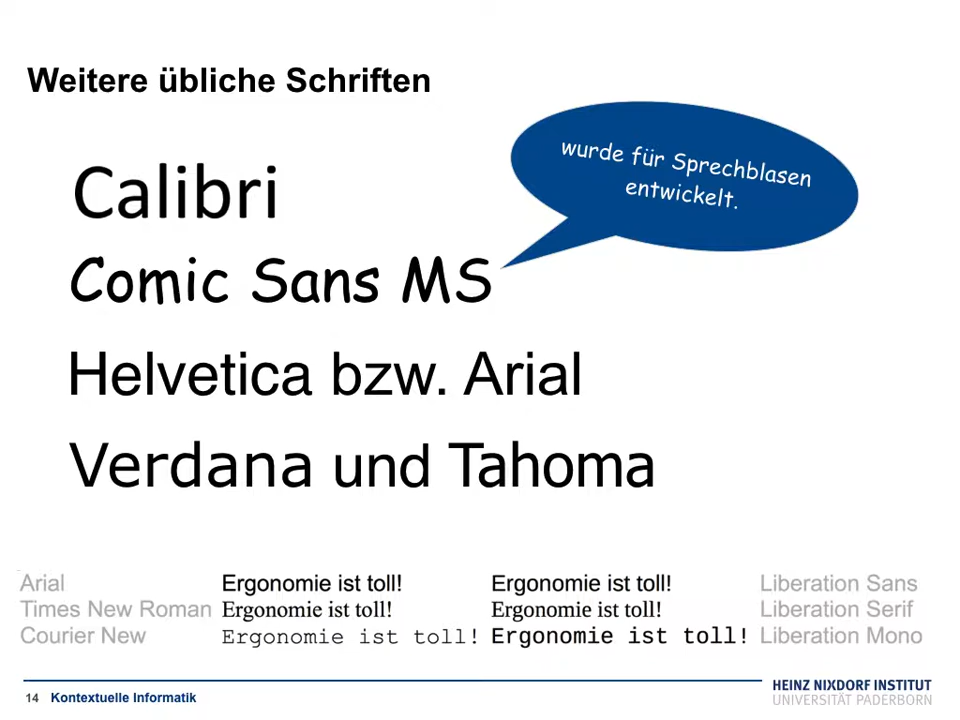 Weitere übliche Schriften
wurde für Sprechblasen
entwickelt.
Calibri
Comic Sans MS
Helvetica bzw. Arial
Verdana und Tahoma
Arial Ergonomie ist toll! Ergonomie ist toll! Liberation Sans
Times New Roman Ergonomie ist toll! Ergonomie ist toll! Liberation Serif
Courier New Ergonomie ist toll! Ergonomie ist toll! Liberation Mono
14 Kontextuelle Informatik
HEINZ NIXDORF INSTITUT
UNIVERSITÄT PADERBORN